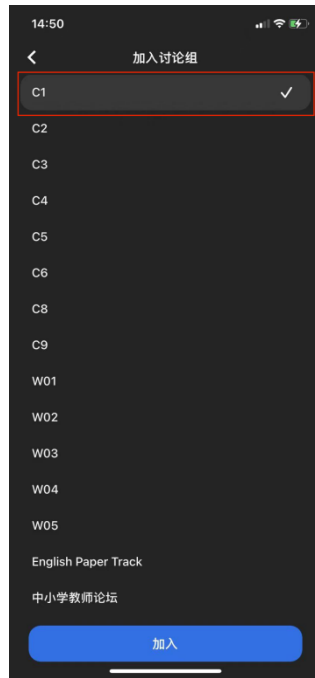 14:50
加入讨论组
C1
C2
C3
C4
C5
C6
C8
C9
W01
W02
W03
W04
W05
English Paper Track
中小学教师论坛
加入